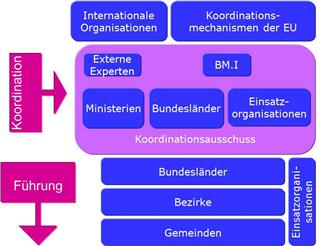 Internationale
Organisationen
Koordinations-
mechanismen der EU
Koordination
Externe
Experten
BM.I
Ministerien
Bundesländer
Einsatz-
organisationen
Koordinationsausschuss
Führung
Bundesländer
Bezirke
Gemeinden
Einsatzorgani-
sationen